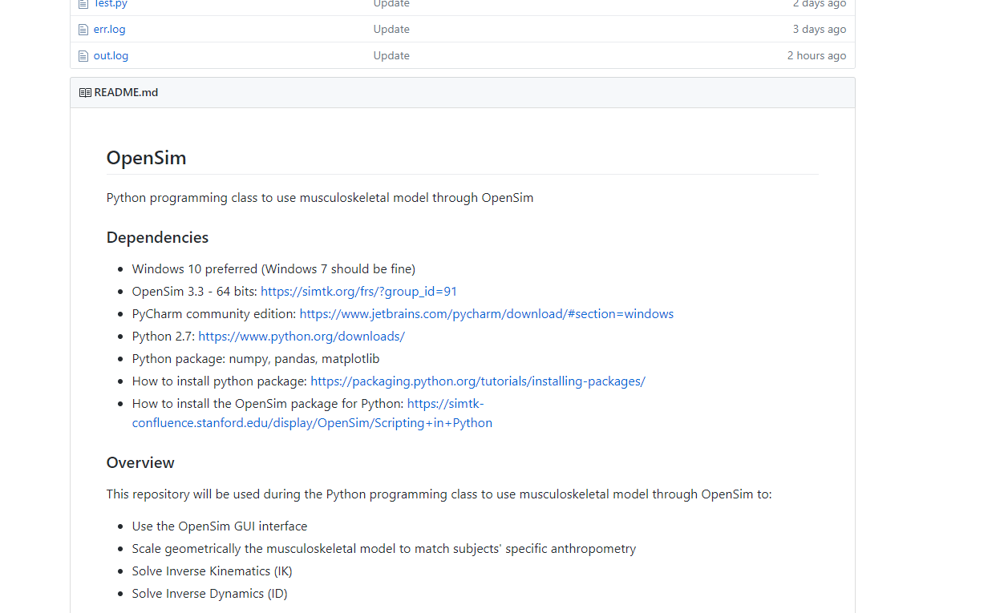 Test.py Update 2 days ago
err.log Update 3 days ago
out.log Update 2 hours ago
README.md
OpenSim
Python programming class to use musculoskeletal model through OpenSim
Dependencies
Windows 10 preferred (Windows 7 should be fine)
OpenSim 3.3 - 64 bits: https://simtk.org/frs/?group_id=91
PyCharm community edition: https://www.jetbrains.com/pycharm/download/#section=windows
Python 2.7: https://www.python.org/downloads/
Python package: numpy, pandas, matplotlib
How to install python package: https://packaging.python.org/tutorials/installing-packages/
How to install the OpenSim package for Python: https://simtk-
confluence.stanford.edu/display/OpenSim/Scripting+in+Python
Overview
This repository will be used during the Python programming class to use musculoskeletal model through OpenSim to:
Use the OpenSim GUI interface
Scale geometrically the musculoskeletal model to match subjects' specific anthropometry
Solve Inverse Kinematics (IK)
Solve Inverse Dynamics (ID)